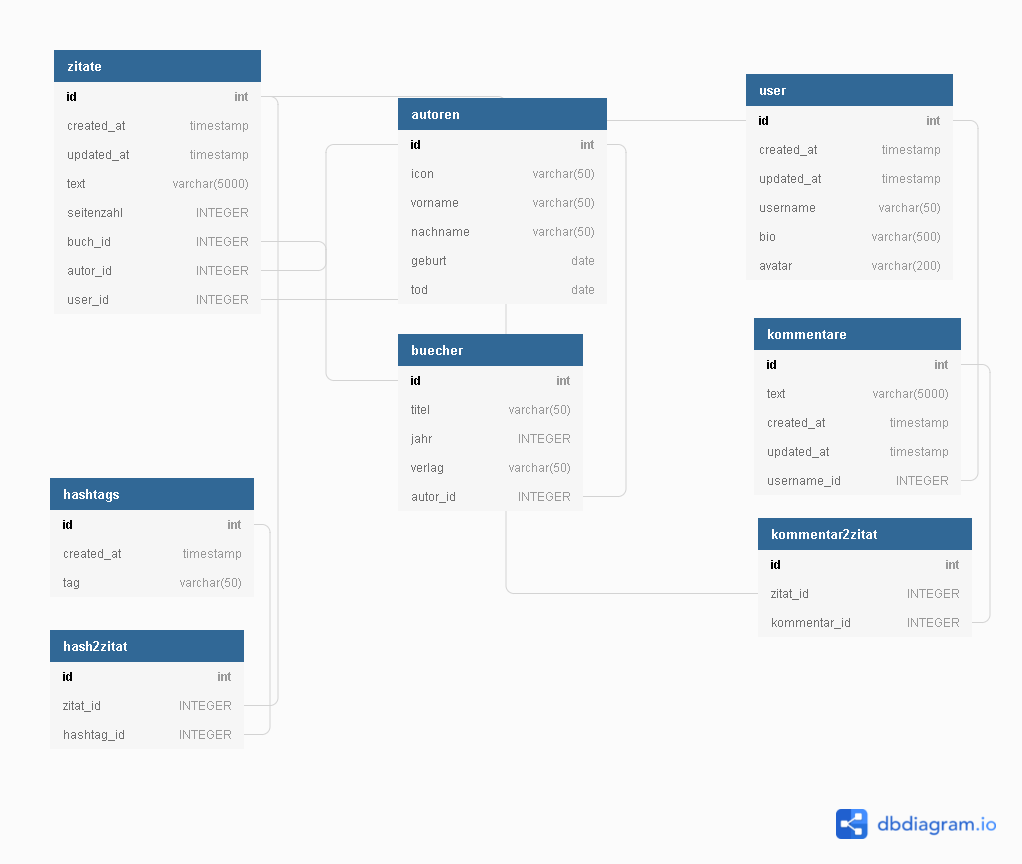 zitate
id int
created_at timestamp
updated_at timestamp
text varchar(5000)
seitenzahl INTEGER
buch_id INTEGER
autor_id INTEGER
user_id INTEGER
autoren
id int
icon varchar(50)
vorname varchar(50)
nachname varchar(50)
geburt date
tod date
user
id int
created_at timestamp
updated_at timestamp
username varchar(50)
bio varchar(500)
avatar varchar(200)
buecher
id int
titel varchar(50)
jahr INTEGER
verlag varchar(50)
autor_id INTEGER
kommentare
id int
text varchar(5000)
created_at timestamp
updated_at timestamp
username_id INTEGER
hashtags
id int
created_at timestamp
tag varchar(50)
kommentar2zitat
id int
zitat_id INTEGER
kommentar_id INTEGER
hash2zitat
id int
zitat_id INTEGER
hashtag_id INTEGER
dbdiagram.io